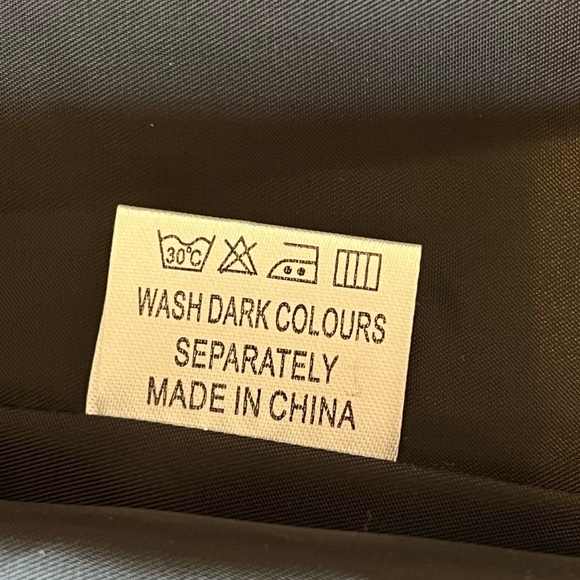 30°C
WASH DARK COLOURS
SEPARATELY
MADE IN CHINA